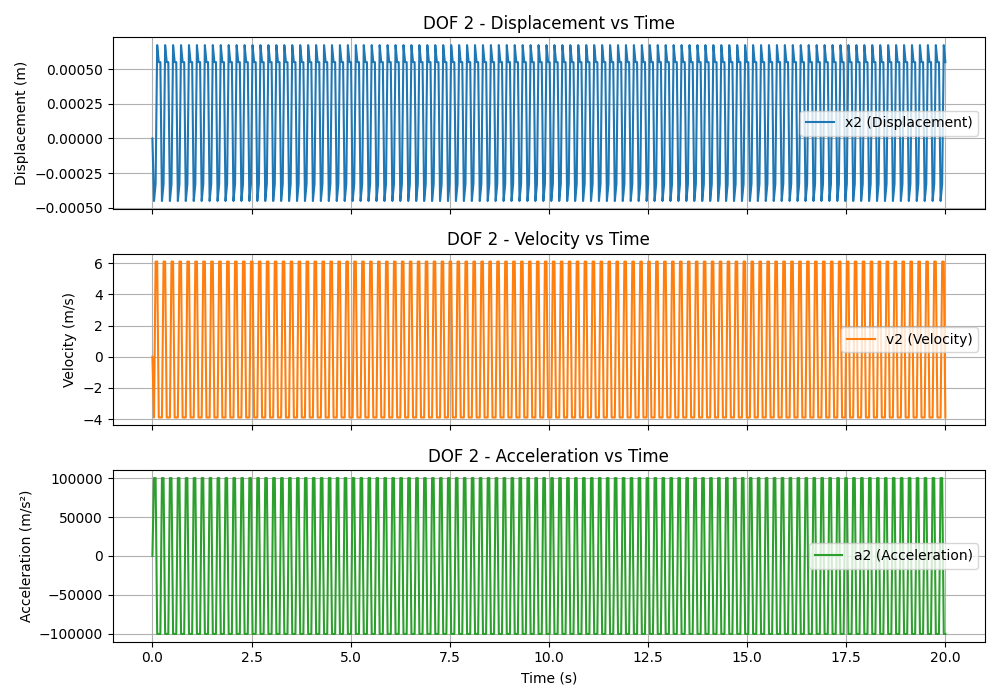 DOF 2 - Displacement vs Time
Displacement (m)
0.00050
0.00025
0.00000
−0.00025
−0.00050
x2 (Displacement)
DOF 2 - Velocity vs Time
Velocity (m/s)
6
4
2
0
−2
−4
v2 (Velocity)
DOF 2 - Acceleration vs Time
Acceleration (m/s²)
100000
50000
0
−50000
−100000
a2 (Acceleration)
0.0 2.5 5.0 7.5 10.0 12.5 15.0 17.5 20.0
Time (s)